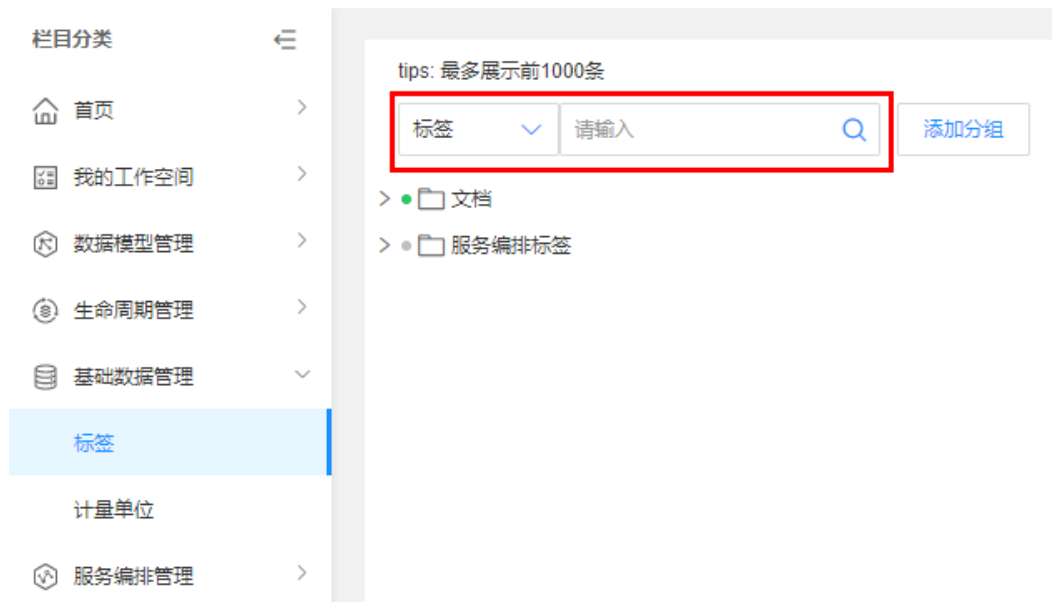 栏目分类
首页
我的工作空间
数据模型管理
生命周期管理
基础数据管理
标签
计量单位
服务编排管理
tips: 最多展示前1000条
标签 请输入 添加分组
文档
服务编排标签